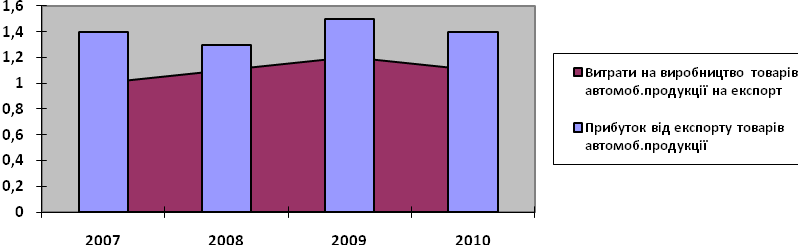 1,6
1,4
1,2
1
0,8
0,6
0,4
0,2
0
2007 2008 2009 2010
Витрати на виробництво товарів
автомоб.продукції на експорт
Прибуток від експорту товарів
автомоб.продукції